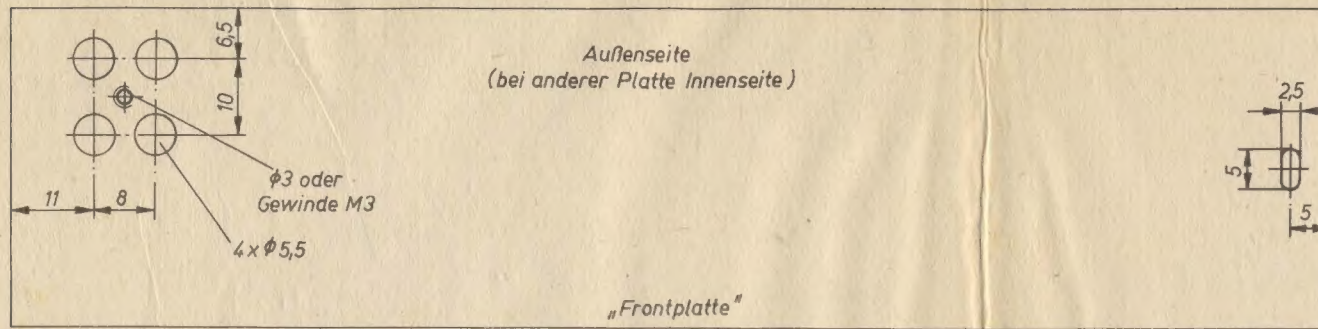 6,5
Außenseite
(bei anderer Platte Innenseite)
10
2,5
5
ϕ3 oder
Gewinde M3
11
8
5
4x ϕ5,5
„Frontplatte"